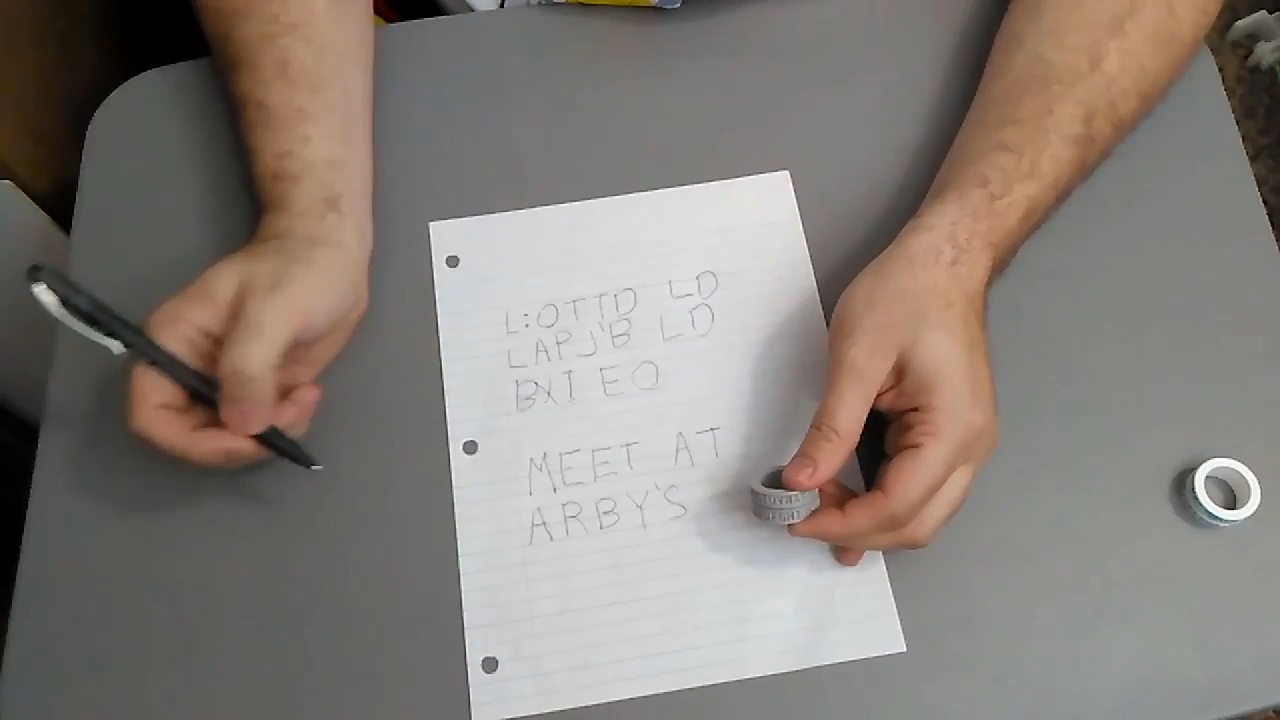 L:OTTD LD
LAPJ'B LD
BXI EO
MEET AT
ARBY'S